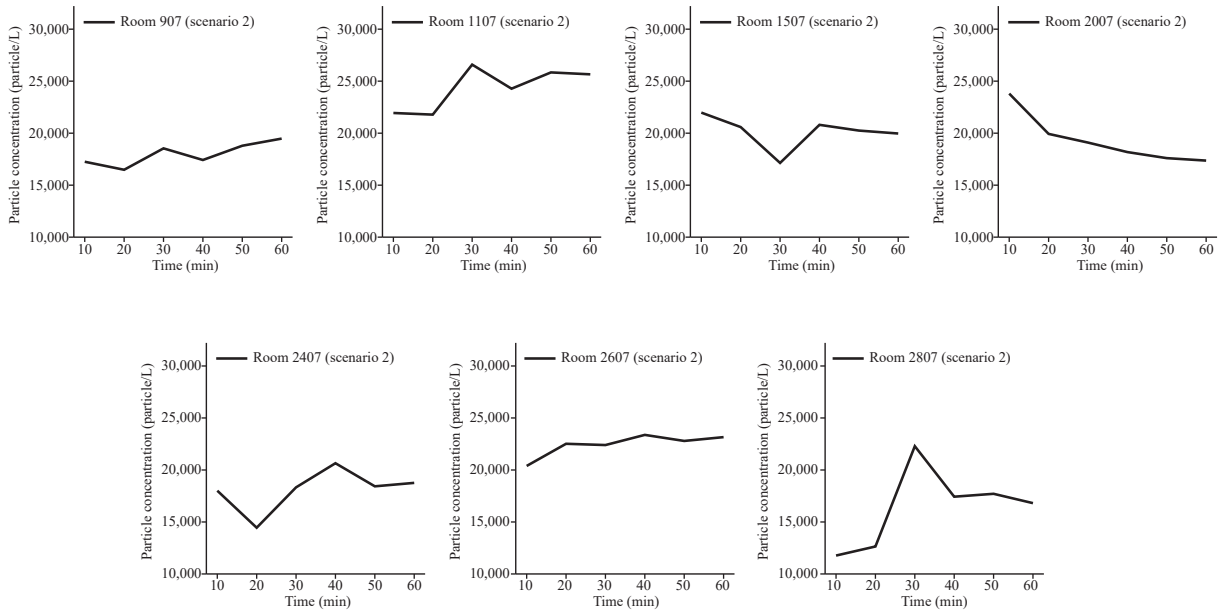 Room 907 (scenario 2)
Particle concentration (particle/L)
30,000
25,000
20,000
15,000
10,000
10 20 30 40 50 60
Time (min)
Room 1107 (scenario 2)
Particle concentration (particle/L)
30,000
25,000
20,000
15,000
10,000
10 20 30 40 50 60
Time (min)
Room 1507 (scenario 2)
Particle concentration (particle/L)
30,000
25,000
20,000
15,000
10,000
10 20 30 40 50 60
Time (min)
Room 2007 (scenario 2)
Particle concentration (particle/L)
30,000
25,000
20,000
15,000
10,000
10 20 30 40 50 60
Time (min)
Room 2407 (scenario 2)
Particle concentration (particle/L)
30,000
25,000
20,000
15,000
10,000
10 20 30 40 50 60
Time (min)
Room 2607 (scenario 2)
Particle concentration (particle/L)
30,000
25,000
20,000
15,000
10,000
10 20 30 40 50 60
Time (min)
Room 2807 (scenario 2)
Particle concentration (particle/L)
30,000
25,000
20,000
15,000
10,000
10 20 30 40 50 60
Time (min)